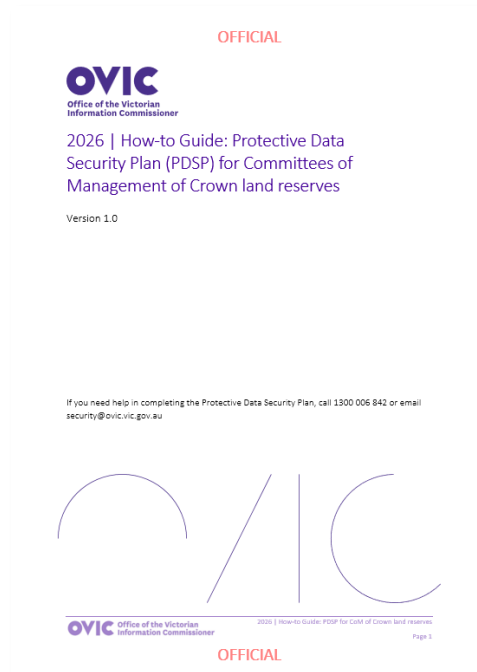 OFFICIAL
OVIC
Office of the Victorian
Information Commissioner
2026 | How-to Guide: Protective Data
Security Plan (PDSP) for Committees of
Management of Crown land reserves
Version 1.0
If you need help in completing the Protective Data Security Plan, call 1300 006 842 or email
security@ovic.vic.gov.au
OVIC
Office of the Victorian
Information Commissioner
2026 | How-to Guide: PDSP for CoM of Crown land reserves
Page 1
OFFICIAL